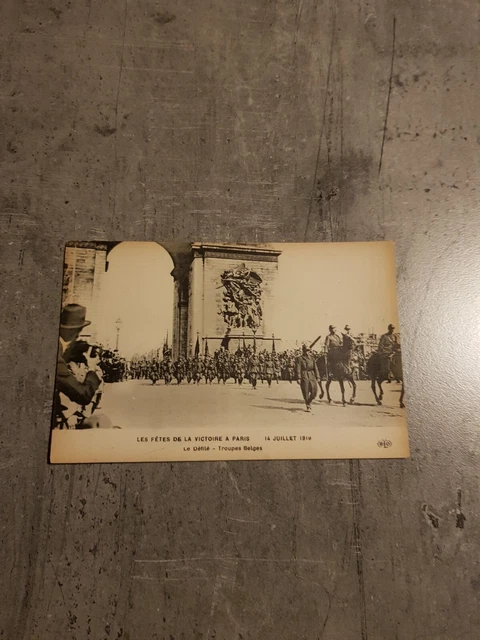 LES FÊTES DE LA VICTOIRE A PARIS 14 JUILLET 1919
Le Défilé - Troupes Belges